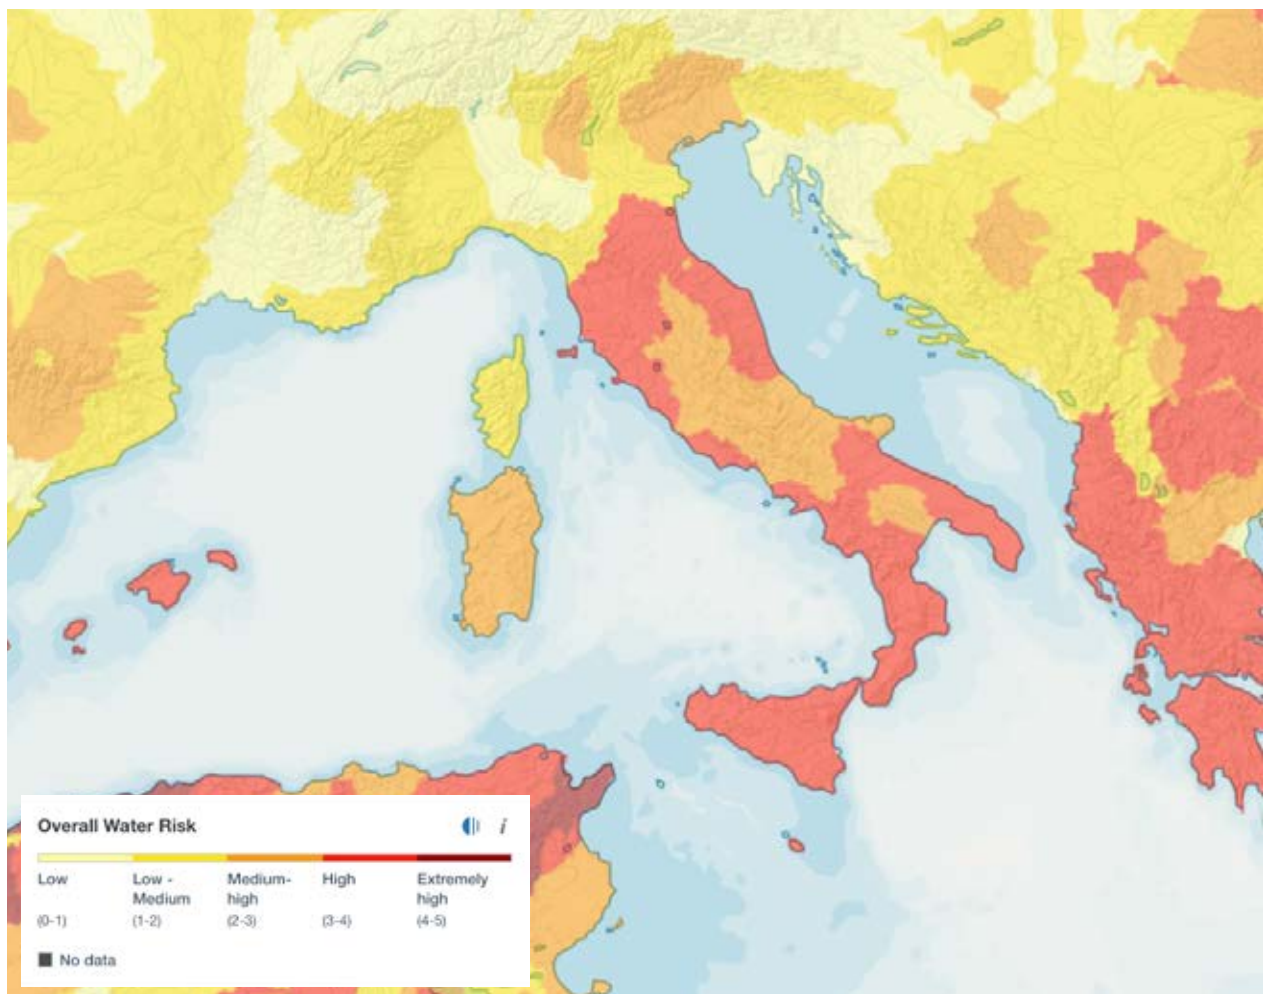 Overall Water Risk i
Low Low - Medium- High Extremely
Medium high high
(0-1) (1-2) (2-3) (3-4) (4-5)
No data